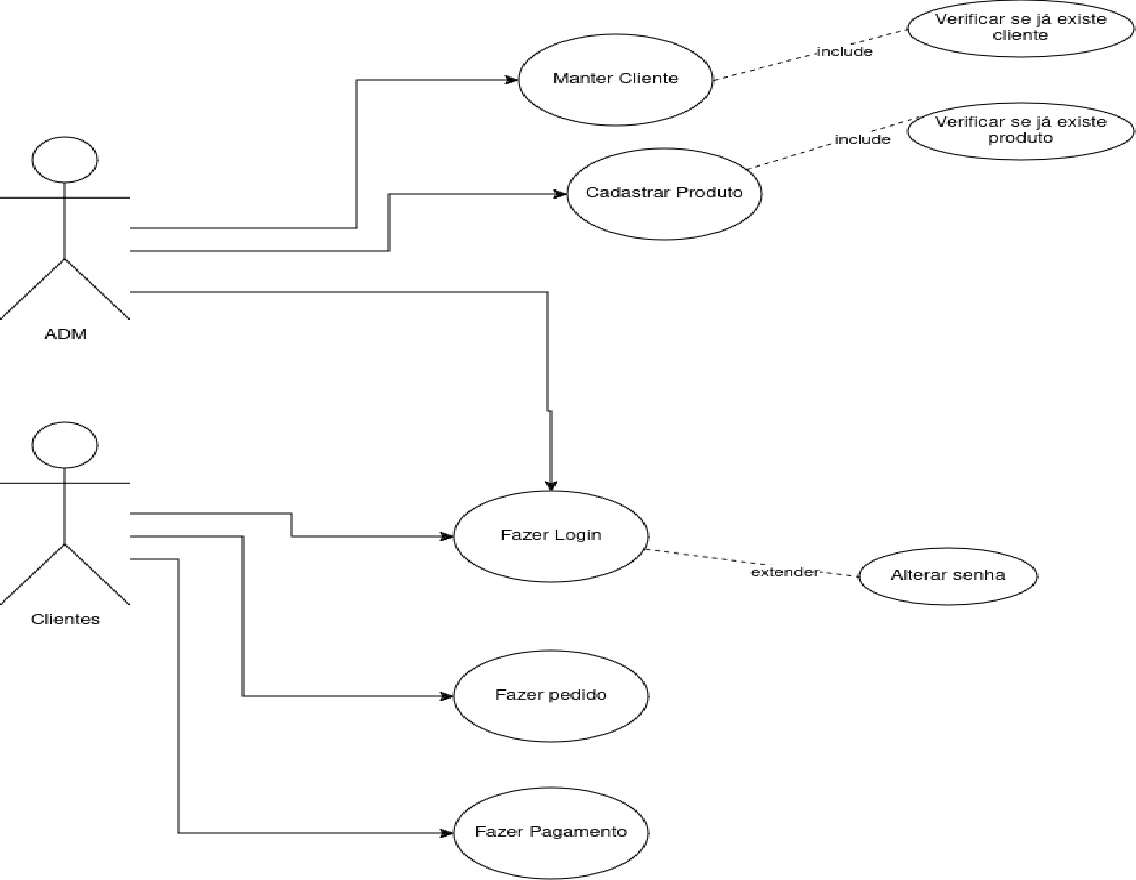 Verificar se já existe
cliente
include
Manter Cliente
Verificar se já existe
produto
include
Cadastrar Produto
ADM
Fazer Login
extender
Alterar senha
Clientes
Fazer pedido
Fazer Pagamento